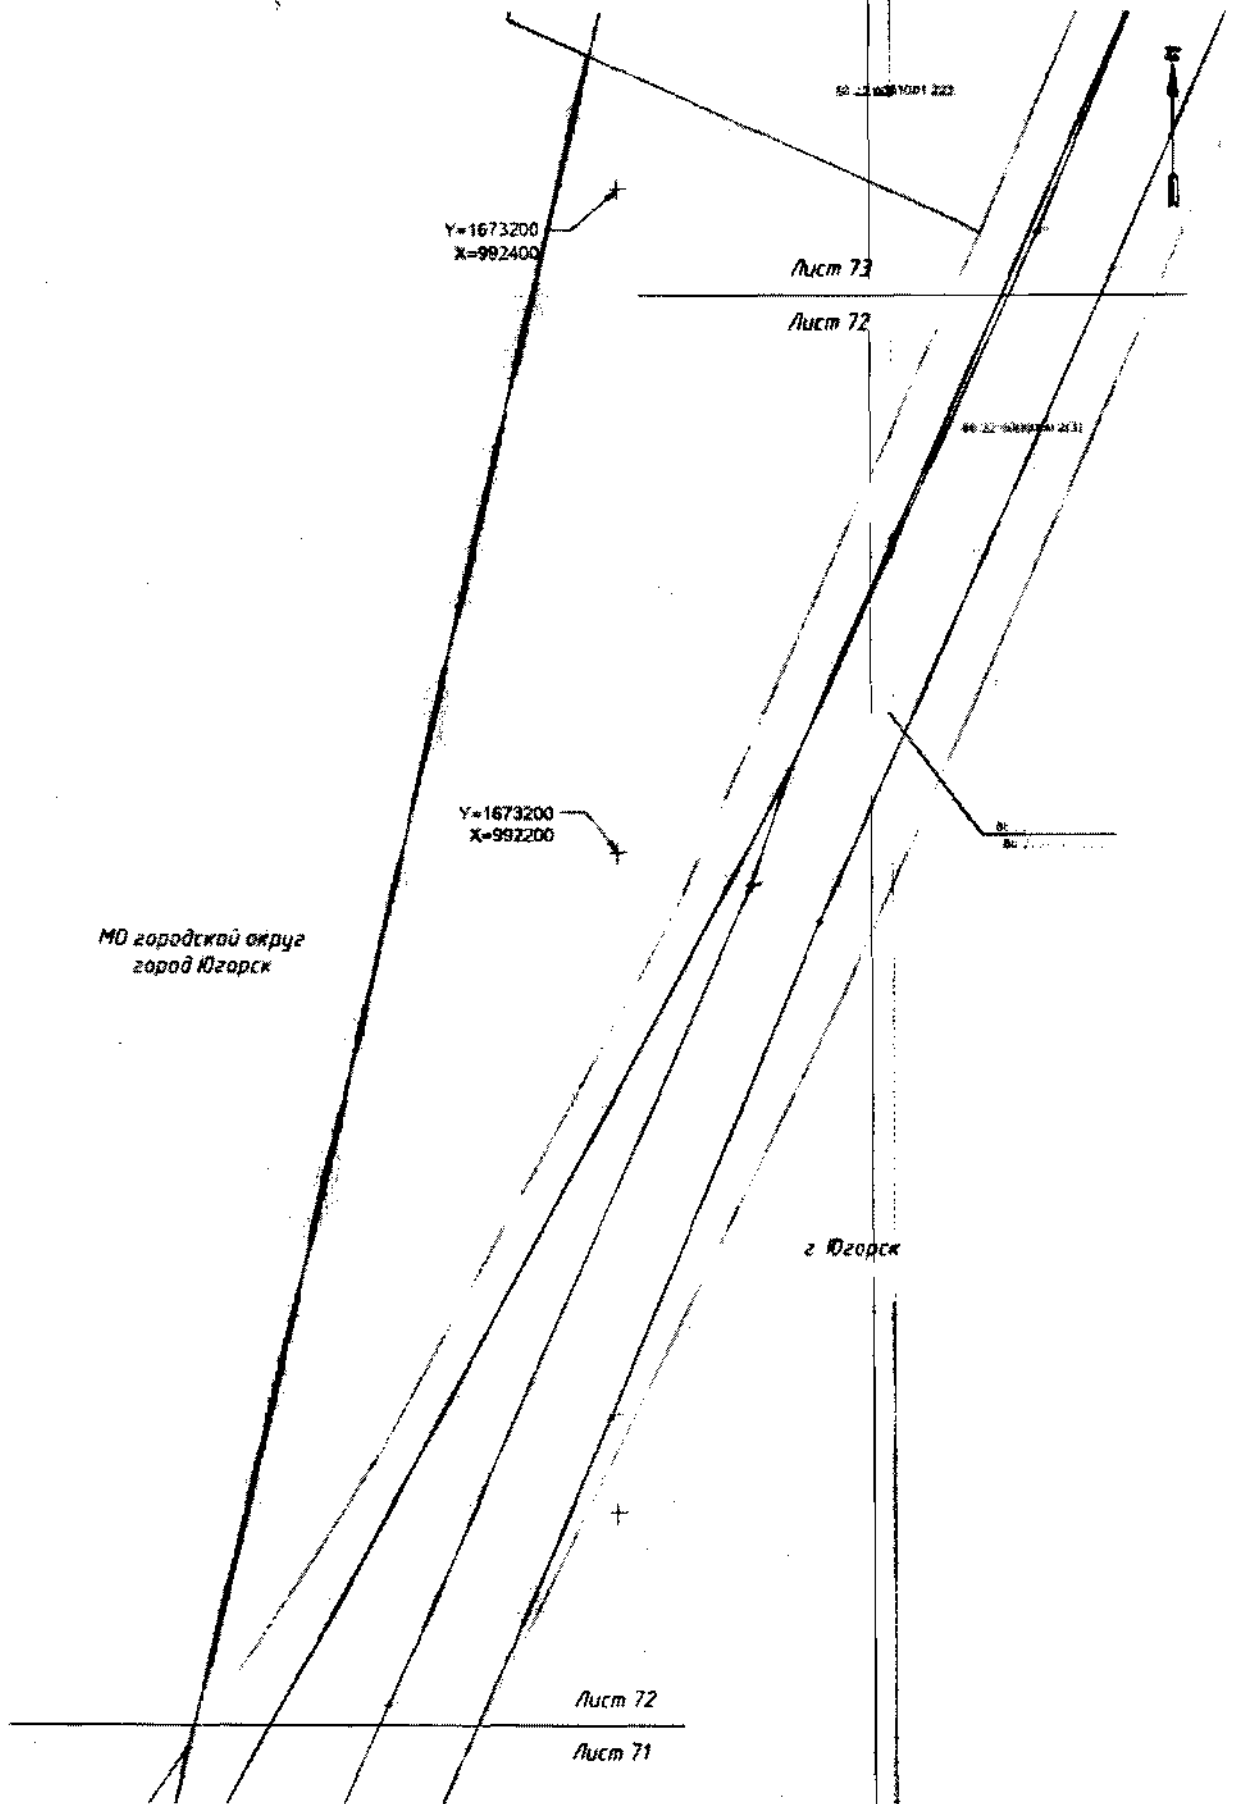 Y=1673200
X=992400
Лист 73
Лист 72
Y=1673200
X=992200
МО городской округ
город Югорск
г Югорск
Лист 72
Лист 71